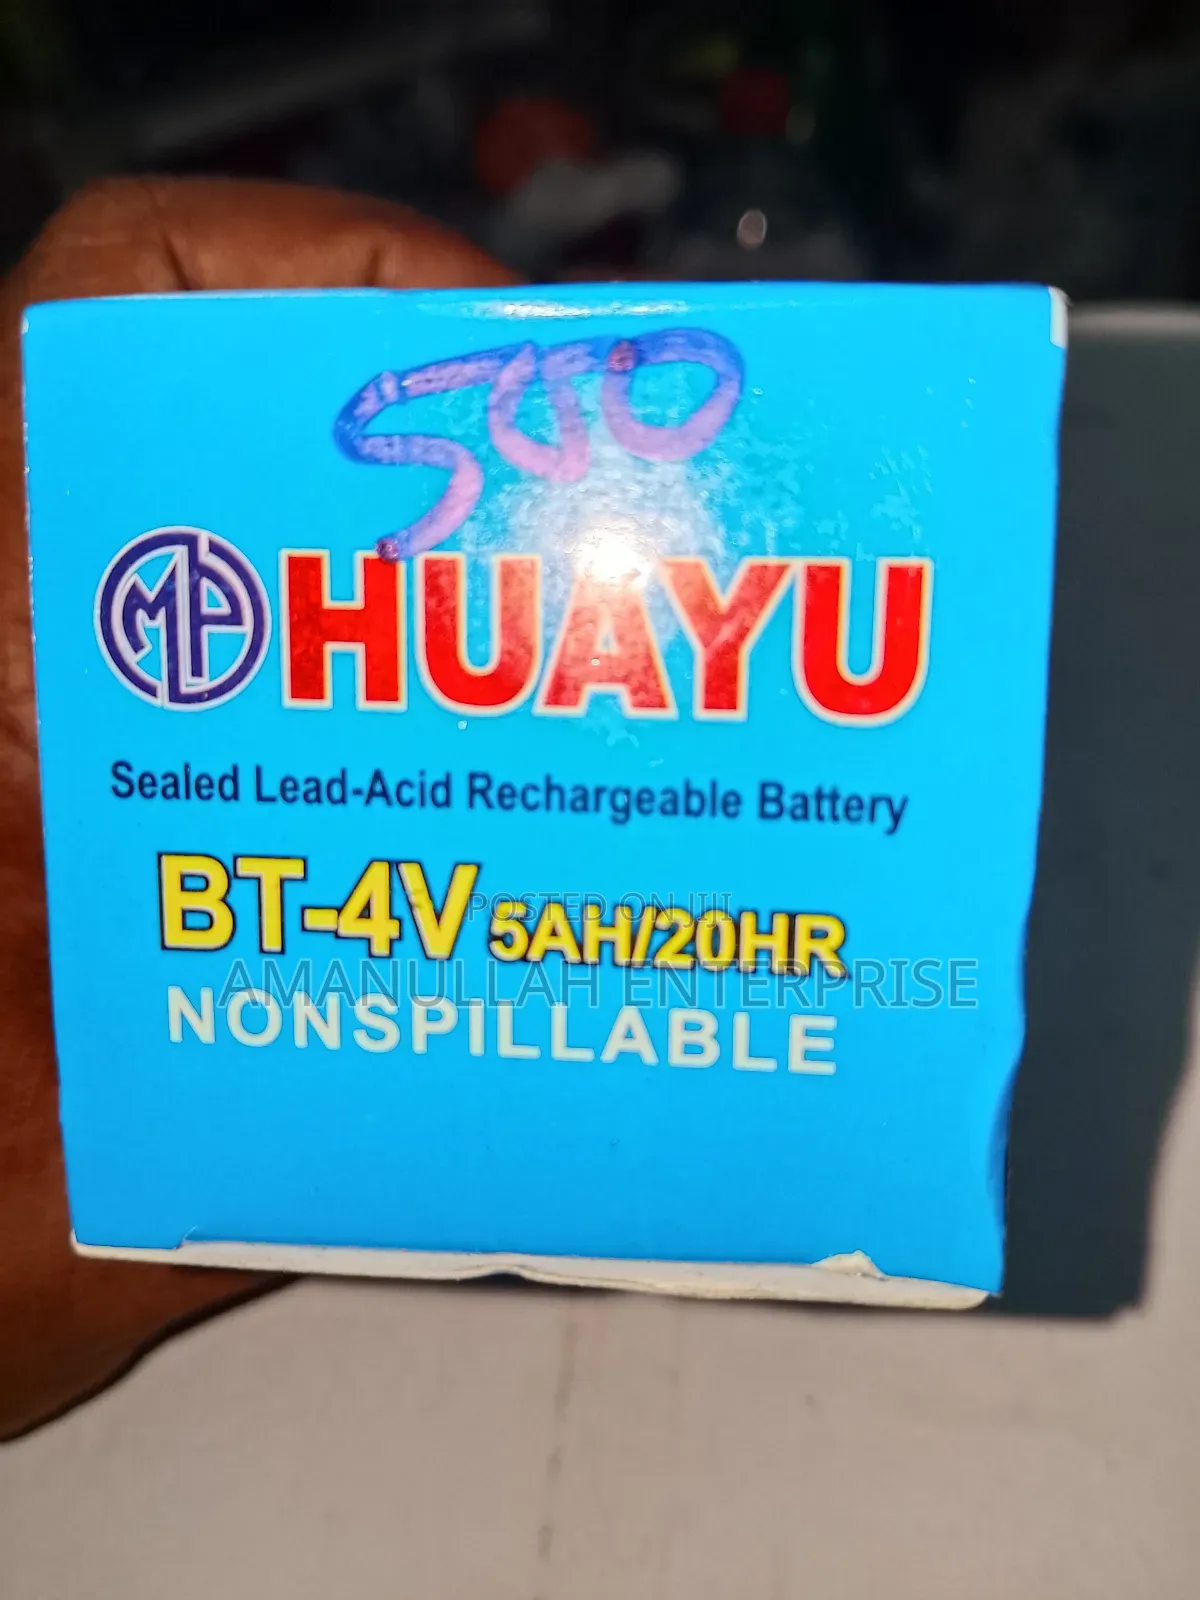 500
MP HUAYU
Sealed Lead-Acid Rechargeable Battery
BT-4V 5AH/20HR
POSTED ON JIJI
AMANULLAH ENTERPRISE
NONSPILLABLE